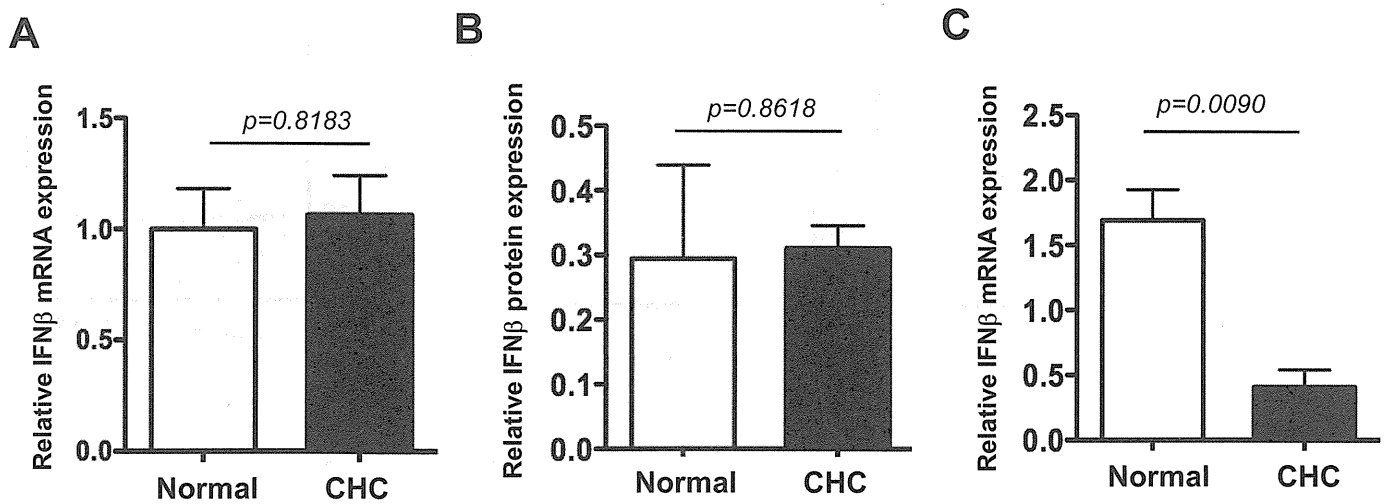 A
Relative IFNβ mRNA expression
1.5
1.0
0.5
0.0
p=0.8183
Normal
CHC
B
Relative IFNβ protein expression
0.5
0.4
0.3
0.2
0.1
0.0
p=0.8618
Normal
CHC
C
Relative IFNβ mRNA expression
2.5
2.0
1.5
1.0
0.5
0.0
p=0.0090
Normal
CHC